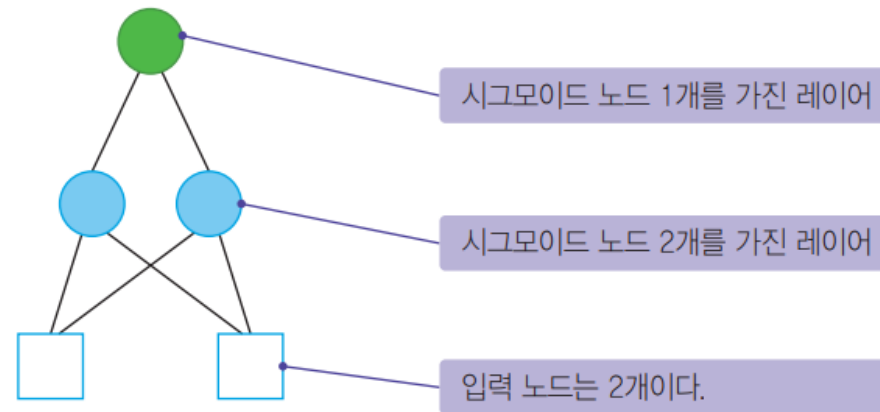 시그모이드 노드 1개를 가진 레이어
시그모이드 노드 2개를 가진 레이어
입력 노드는 2개이다.